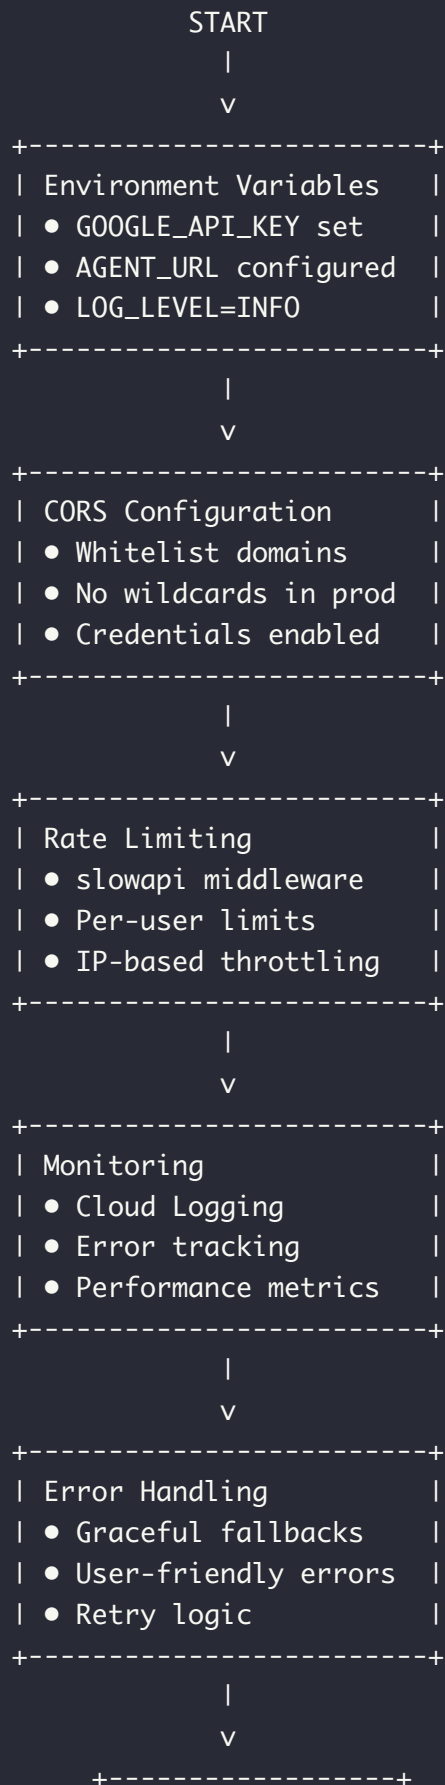 START
|
v
+-------------------------+
| Environment Variables   |
| ● GOOGLE_API_KEY set    |
| ● AGENT_URL configured  |
| ● LOG_LEVEL=INFO        |
+-------------------------+
|
v
+-------------------------+
| CORS Configuration      |
| ● Whitelist domains     |
| ● No wildcards in prod  |
| ● Credentials enabled   |
+-------------------------+
|
v
+-------------------------+
| Rate Limiting           |
| ● slowapi middleware    |
| ● Per-user limits       |
| ● IP-based throttling   |
+-------------------------+
|
v
+-------------------------+
| Monitoring              |
| ● Cloud Logging         |
| ● Error tracking        |
| ● Performance metrics   |
+-------------------------+
|
v
+-------------------------+
| Error Handling          |
| ● Graceful fallbacks    |
| ● User-friendly errors  |
| ● Retry logic           |
+-------------------------+
|
v
+------------------+